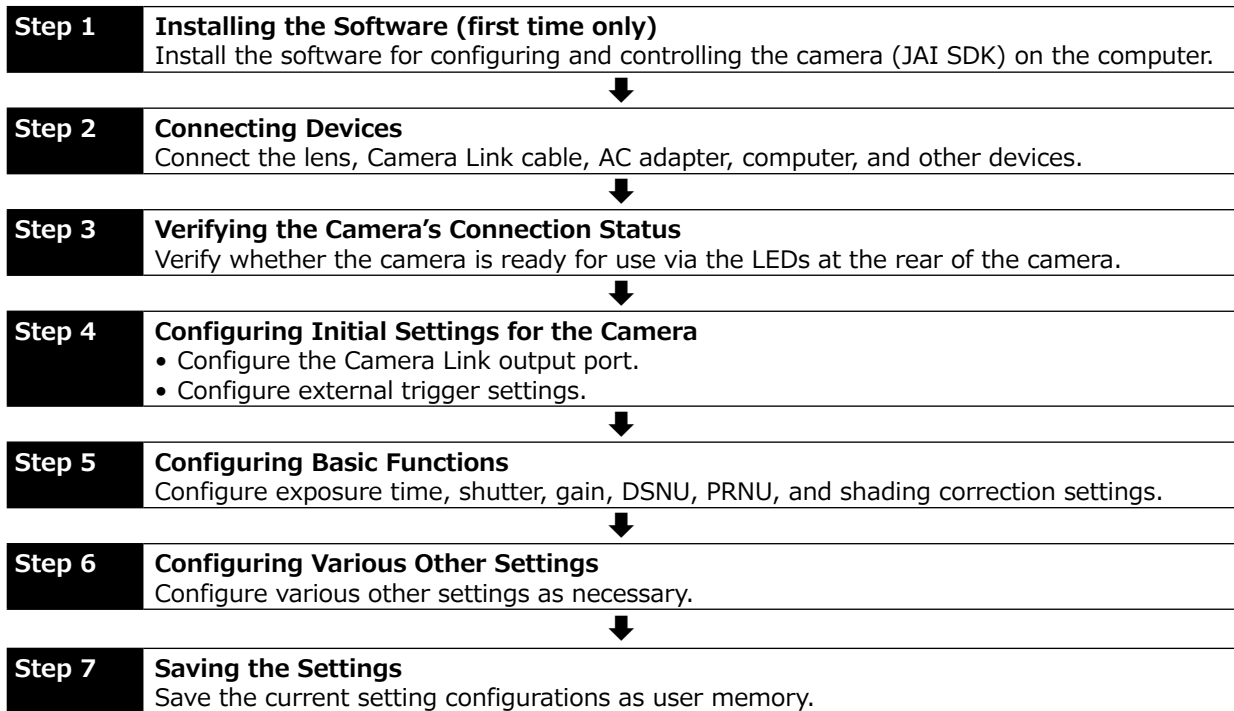 Step 1 Installing the Software (first time only)
Install the software for configuring and controlling the camera (JAI SDK) on the computer.
Step 2 Connecting Devices
Connect the lens, Camera Link cable, AC adapter, computer, and other devices.
Step 3 Verifying the Camera’s Connection Status
Verify whether the camera is ready for use via the LEDs at the rear of the camera.
Step 4 Configuring Initial Settings for the Camera
• Configure the Camera Link output port.
• Configure external trigger settings.
Step 5 Configuring Basic Functions
Configure exposure time, shutter, gain, DSNU, PRNU, and shading correction settings.
Step 6 Configuring Various Other Settings
Configure various other settings as necessary.
Step 7 Saving the Settings
Save the current setting configurations as user memory.